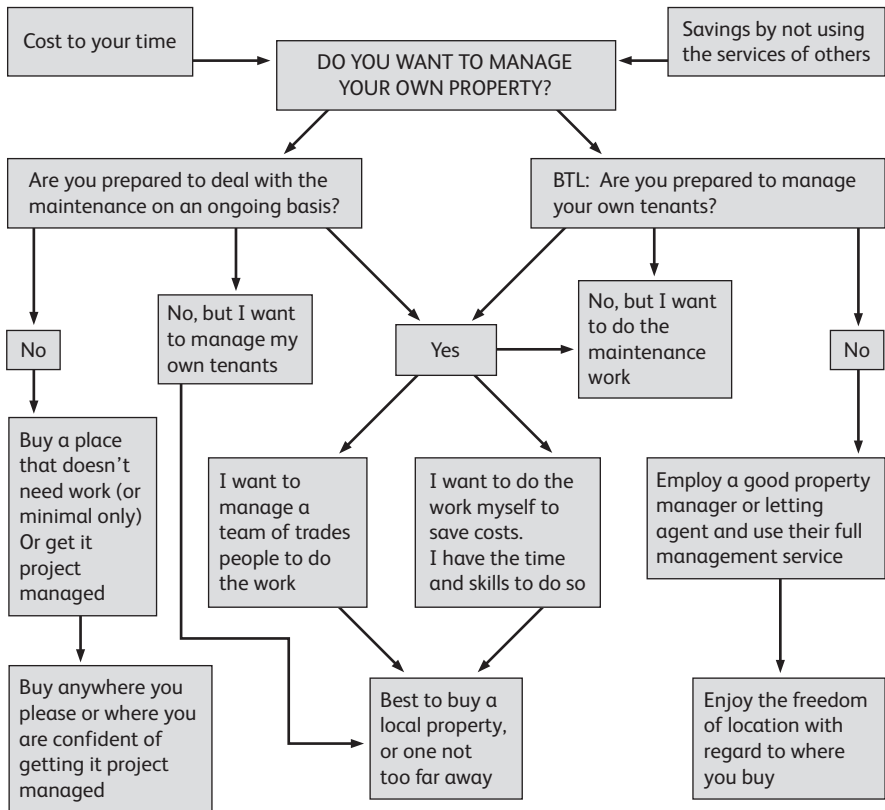 Cost to your time
Savings by not using
the services of others
DO YOU WANT TO MANAGE
YOUR OWN PROPERTY?
Are you prepared to deal with the
maintenance on an ongoing basis?
BTL: Are you prepared to manage
your own tenants?
No
No, but I want
to manage my
own tenants
Yes
No, but I want
to do the
maintenance
work
No
Buy a place
that doesn't
need work (or
minimal only)
Or get it
project
managed
I want to
manage a
team of trades
people to do
the work
I want to do the
work myself to
save costs.
I have the time
and skills to do so
Employ a good property
manager or letting
agent and use their full
management service
Buy anywhere you
please or where you
are confident of
getting it project
managed
Best to buy a
local property,
or one not
too far away
Enjoy the freedom
of location with
regard to where
you buy